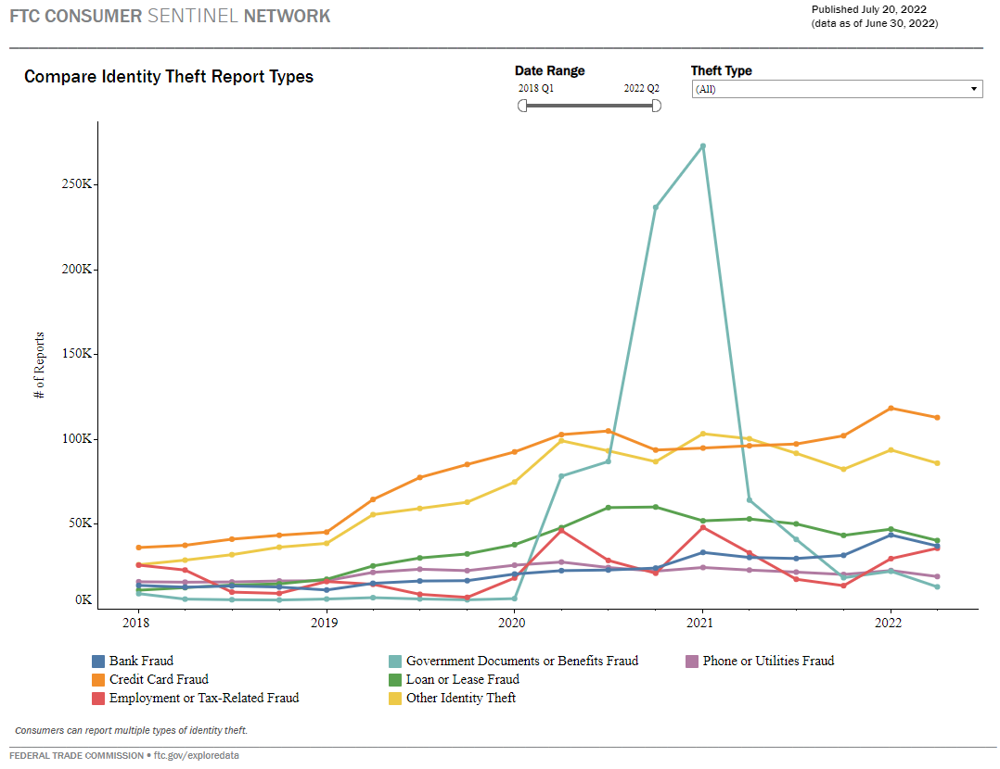 FTC CONSUMER SENTINEL NETWORK
Published July 20, 2022
(data as of June 30, 2022)
Compare Identity Theft Report Types
Date Range
2018 Q1 2022 Q2
Theft Type
(All)
# of Reports
250K
200K
150K
100K
50K
0K
2018 2019 2020 2021 2022
Bank Fraud
Credit Card Fraud
Employment or Tax-Related Fraud
Government Documents or Benefits Fraud
Loan or Lease Fraud
Other Identity Theft
Phone or Utilities Fraud
Consumers can report multiple types of identity theft.
FEDERAL TRADE COMMISSION • ftc.gov/exploredata